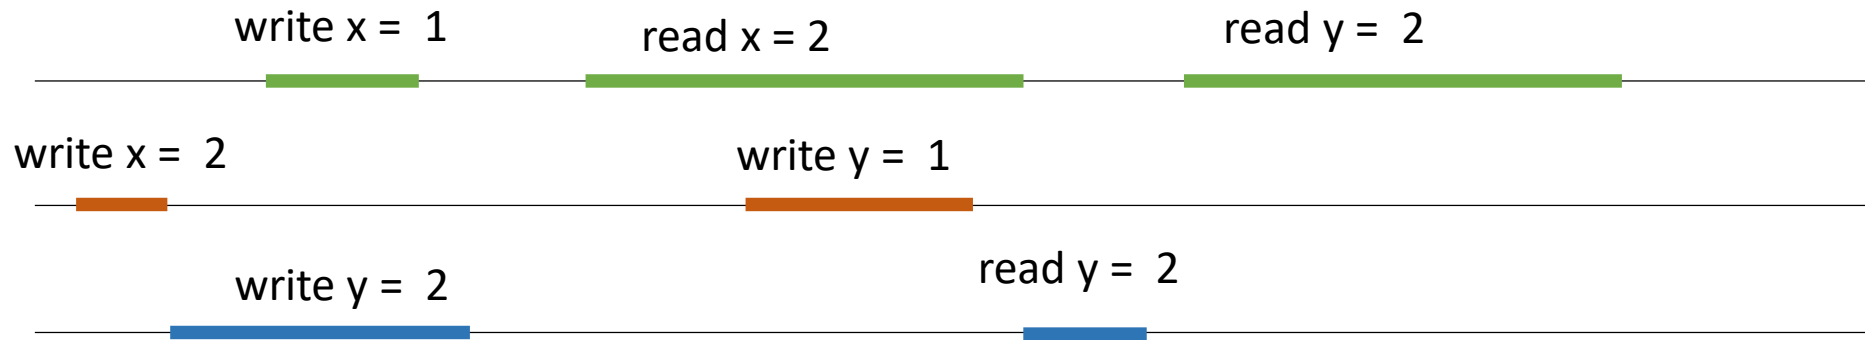 write x = 1
read x = 2
read y = 2
write x = 2
write y = 1
write y = 2
read y = 2